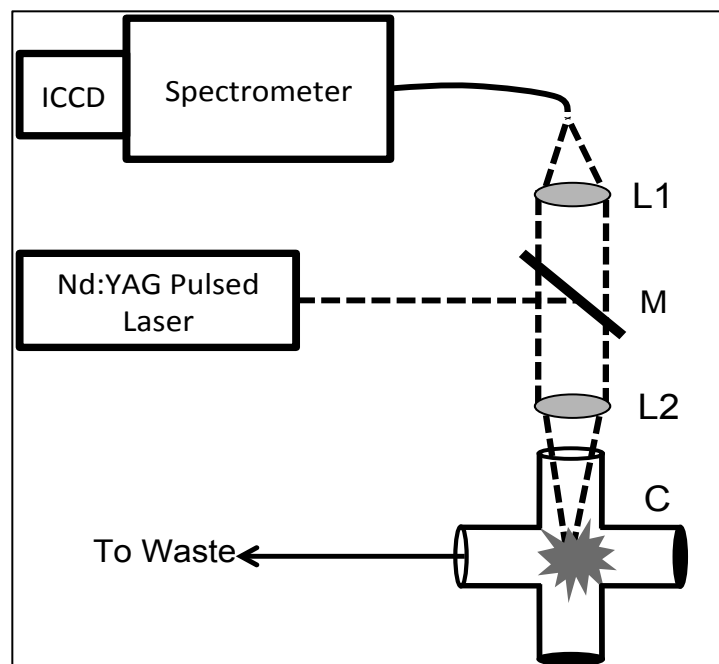 ICCD
Spectrometer
L1
Nd:YAG Pulsed
Laser
M
L2
C
To Waste